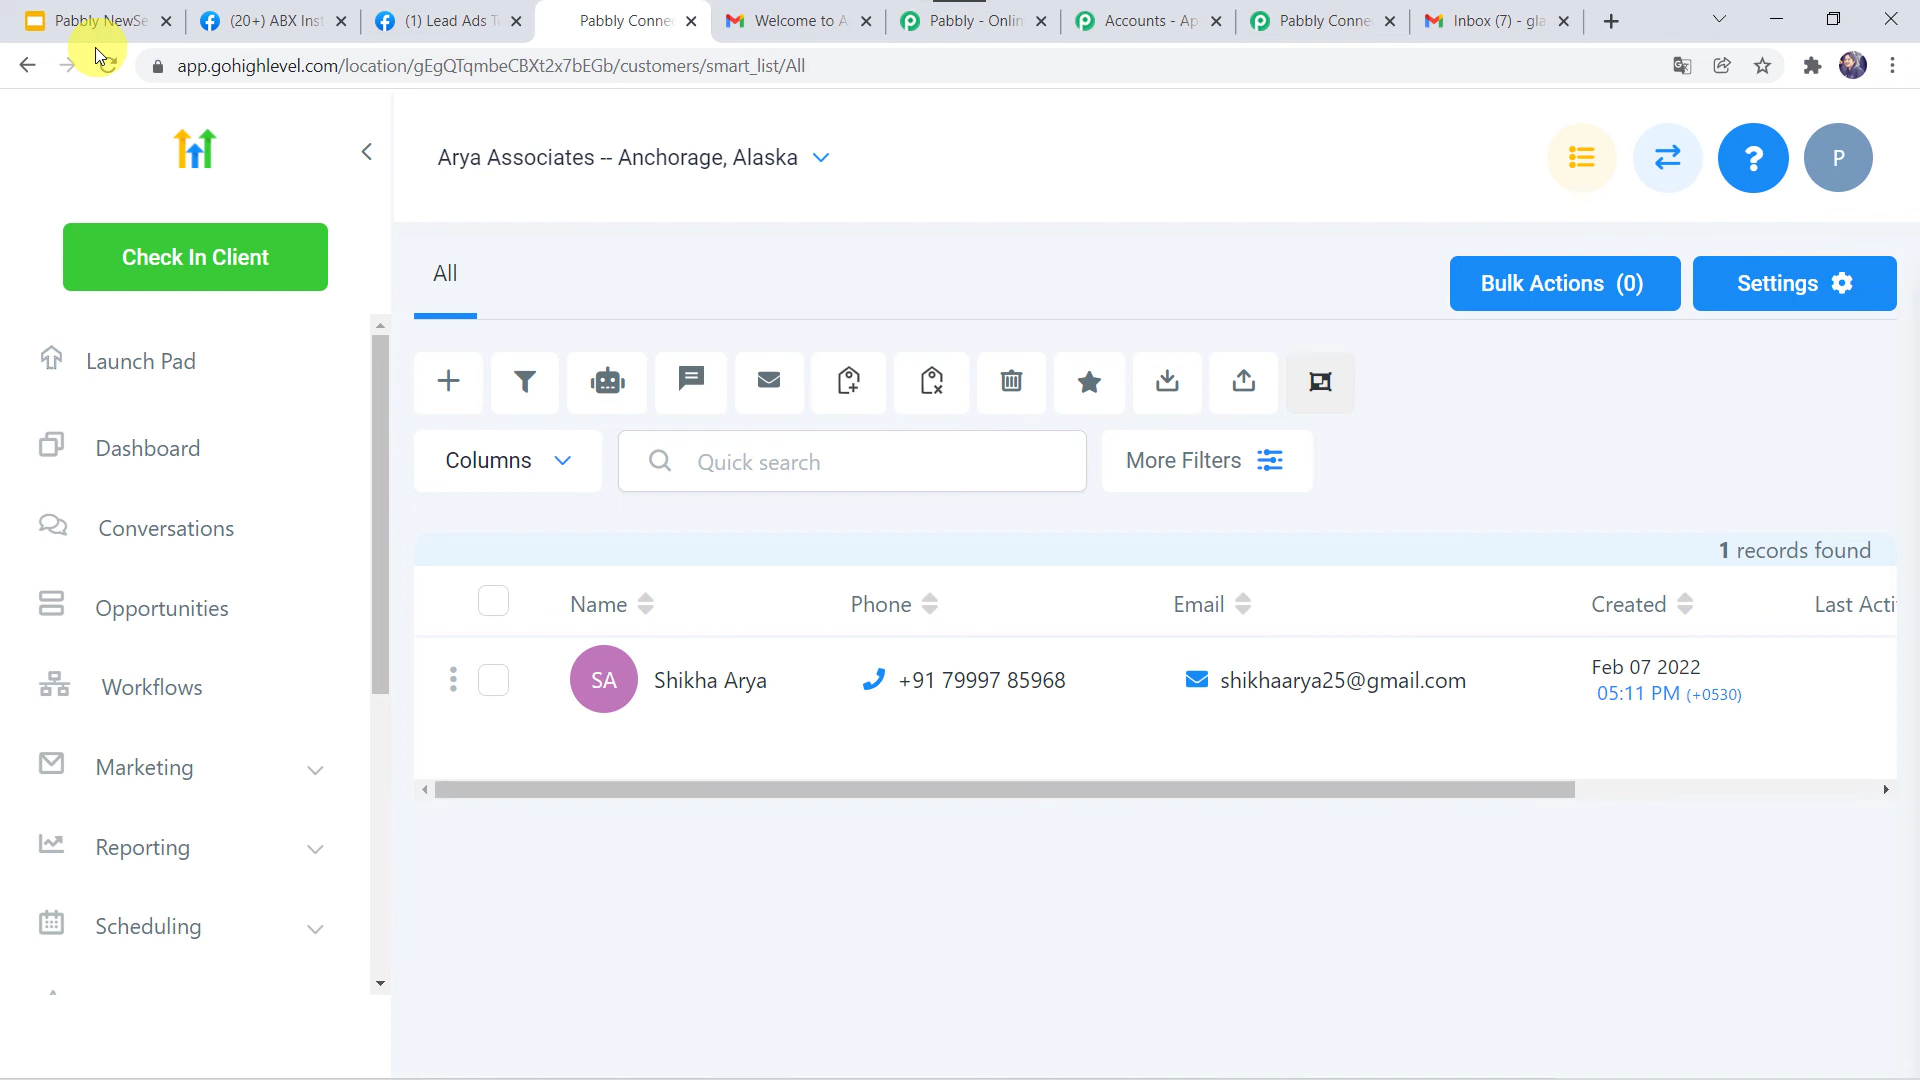 Pabbly NewSe
(20+) ABX Inst
(1) Lead Ads T
Pabbly Conne
Welcome to A
Pabbly - Onlin
Accounts - Ap
Pabbly Conne
Inbox (7) - gla
app.gohighlevel.com/location/gEgQTqmbeCBXt2x7bEGb/customers/smart_list/All
Arya Associates -- Anchorage, Alaska
?
P
Check In Client
All
Bulk Actions (0)
Settings
Launch Pad
Dashboard
Conversations
Opportunities
Workflows
Marketing
Reporting
Scheduling
Columns
Quick search
More Filters
1 records found
Name
Phone
Email
Created
Last Acti
SA
Shikha Arya
+91 79997 85968
shikhaarya25@gmail.com
Feb 07 2022
05:11 PM (+0530)